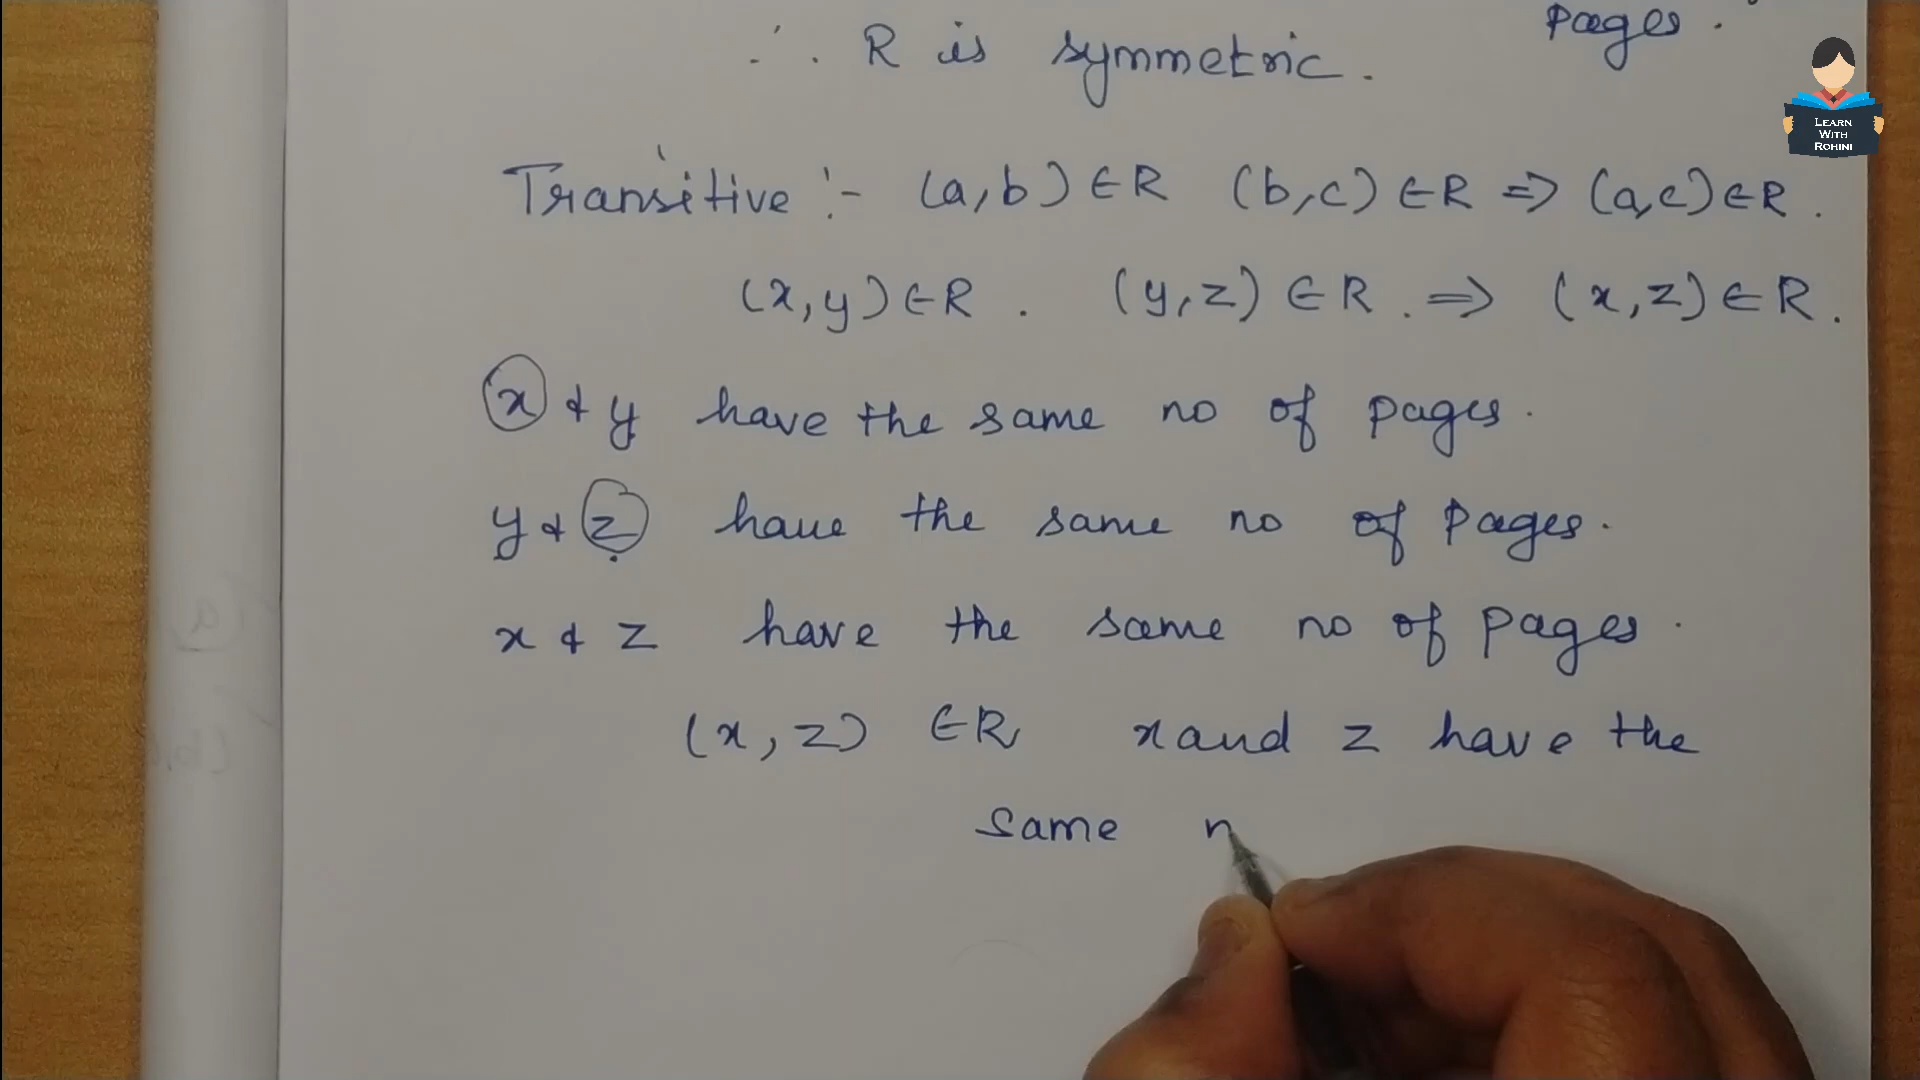 pages.
∴ R is symmetric.
LEARN
WITH
ROHINI
Transitive :- (a,b) ∈ R (b,c) ∈ R ⇒ (a,c) ∈ R.
(x,y) ∈ R. (y,z) ∈ R. ⇒ (x,z) ∈ R.
x & y have the same no of pages.
y & z have the same no of pages.
x & z have the same no of pages.
(x,z) ∈ R x and z have the
same n